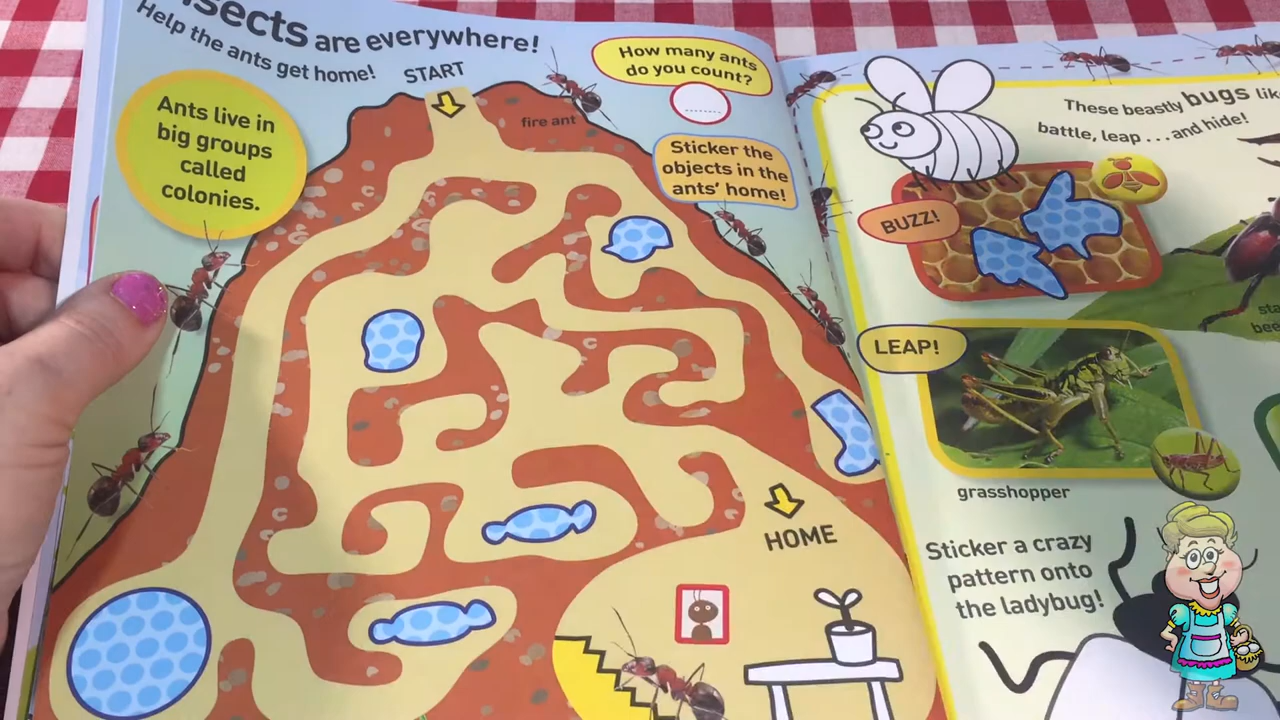 are everywhere!
Help the ants get home!
START
How many ants
do you count?
Ants live in
big groups
called
colonies.
fire ant
Sticker the
objects in the
ants' home!
HOME
These beastly bugs
battle, leap . . . and hide!
BUZZ!
LEAP!
grasshopper
Sticker a crazy
pattern onto
the ladybug!